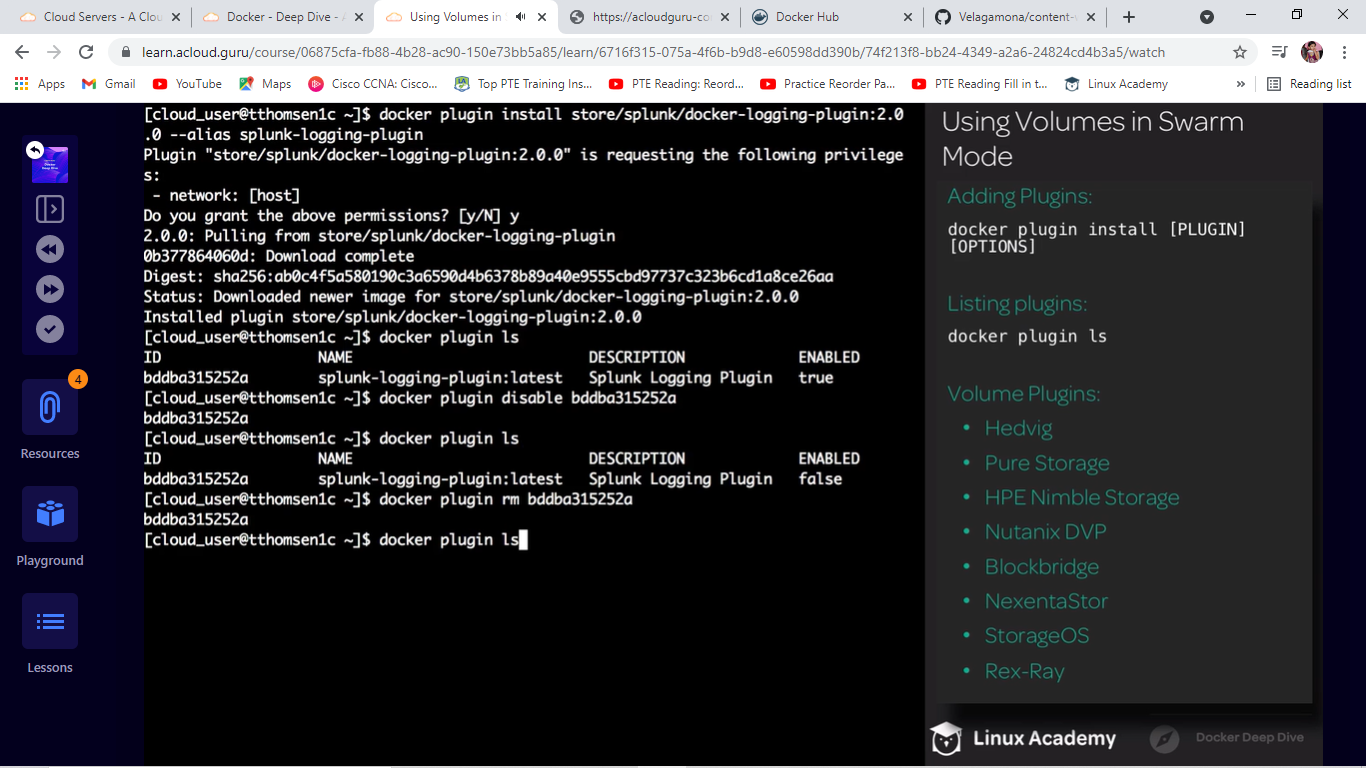 Cloud Servers - A Clou
Docker - Deep Dive - A
Using Volumes in S
https://acloudguru-co
Docker Hub
Velagamona/content-
learn.acloud.guru/course/06875cfa-fb88-4b28-ac90-150e73bb5a85/learn/6716f315-075a-4f6b-b9d8-e60598dd390b/74f213f8-bb24-4349-a2a6-24824cd4b3a5/watch
Apps
Gmail
YouTube
Maps
Cisco CCNA: Cisco...
Top PTE Training Ins...
PTE Reading: Reord...
Practice Reorder Pa...
PTE Reading Fill in t...
Linux Academy
»
Reading list
4
Resources
Playground
Lessons
[cloud_user@tthomsen1c ~]$ docker plugin install store/splunk/docker-logging-plugin:2.0
.0 --alias splunk-logging-plugin
Plugin "store/splunk/docker-logging-plugin:2.0.0" is requesting the following privilege
s:
- network: [host]
Do you grant the above permissions? [y/N] y
2.0.0: Pulling from store/splunk/docker-logging-plugin
0b377864060d: Download complete
Digest: sha256:ab0c4f5a580190c3a6590d4b6378b89a40e9555cbd97737c323b6cd1a8ce26aa
Status: Downloaded newer image for store/splunk/docker-logging-plugin:2.0.0
Installed plugin store/splunk/docker-logging-plugin:2.0.0
[cloud_user@tthomsen1c ~]$ docker plugin ls
ID NAME DESCRIPTION ENABLED
bddba315252a splunk-logging-plugin:latest Splunk Logging Plugin true
[cloud_user@tthomsen1c ~]$ docker plugin disable bddba315252a
bddba315252a
[cloud_user@tthomsen1c ~]$ docker plugin ls
ID NAME DESCRIPTION ENABLED
bddba315252a splunk-logging-plugin:latest Splunk Logging Plugin false
[cloud_user@tthomsen1c ~]$ docker plugin rm bddba315252a
bddba315252a
[cloud_user@tthomsen1c ~]$ docker plugin ls
Using Volumes in Swarm
Mode
Adding Plugins:
docker plugin install [PLUGIN]
[OPTIONS]
Listing plugins:
docker plugin ls
Volume Plugins:
• Hedvig
• Pure Storage
• HPE Nimble Storage
• Nutanix DVP
• Blockbridge
• NexentaStor
• StorageOS
• Rex-Ray
Linux Academy
Docker Deep Dive